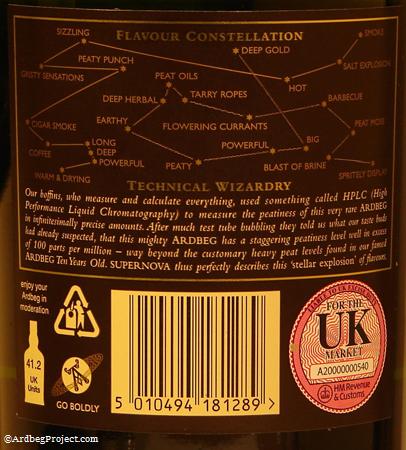 FLAVOUR CONSTELLATION
SIZZLING
SMOKE
DEEP GOLD
PEATY PUNCH
SALT EXPLOSION
GRISTY SENSATIONS
PEAT OILS
HOT
TARRY ROPES
DEEP HERBAL
BARBECUE
EARTHY
FLOWERING CURRANTS
CIGAR SMOKE
PEAT MOSS
LONG
COFFEE
DEEP
POWERFUL
BIG
POWERFUL
PEATY
BLAST OF BRINE
WARM & DRYING
SPRITELY DISPLAY
TECHNICAL WIZARDRY
Our boffins, who measure and calculate everything, used something called HPLC (High
Performance Liquid Chromatography) to measure the peatiness of this very rare ARDBEG
in infinitesimally precise amounts. After much test tube bubbling they told us what our taste buds
had already suspected, that this mighty ARDBEG has a staggering peatiness level well in excess
of 100 parts per million – way beyond the customary heavy peat levels found in our famed
ARDBEG Ten Years Old. SUPERNOVA thus perfectly describes this 'stellar explosion' of flavours.
enjoy your
Ardbeg in
moderation
41.2
UK
Units
GO BOLDLY
5 010494 181289 >
FOR THE
UK
MARKET
A20000000540
HM Revenue
& Customs
©ArdbegProject.com